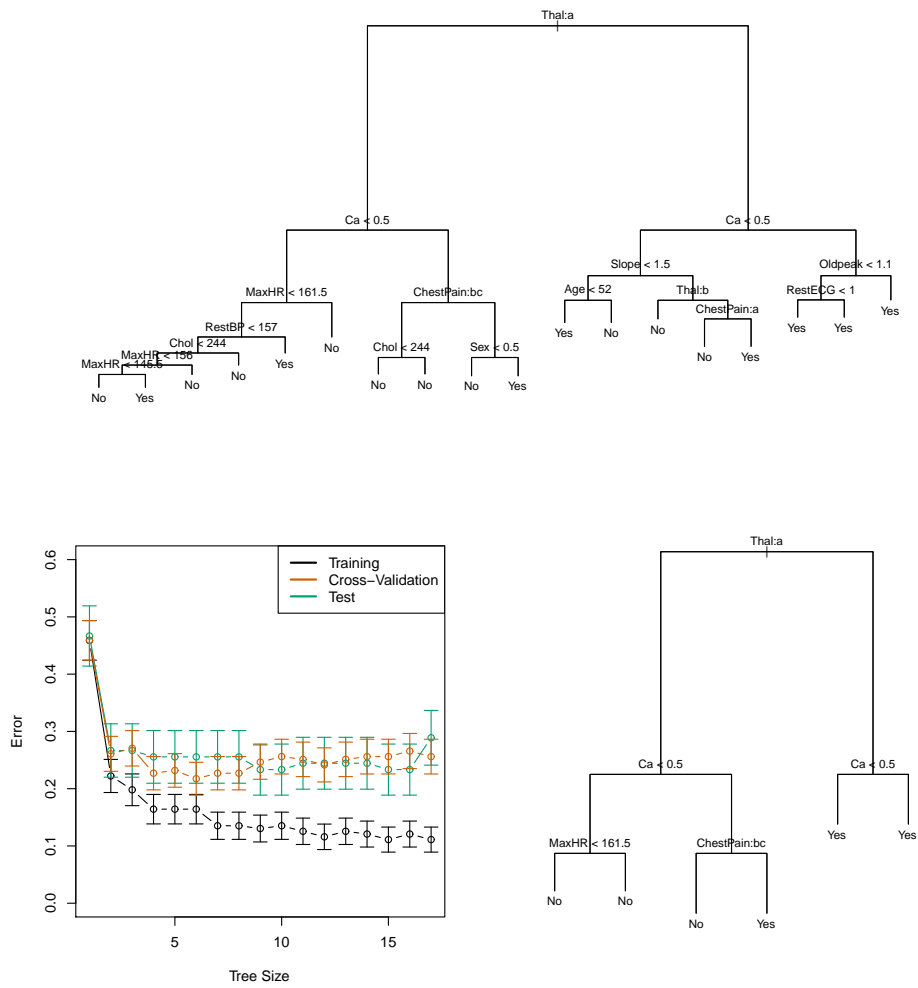 Thal:a
Ca < 0.5
Ca < 0.5
Slope < 1.5
Oldpeak < 1.1
MaxHR < 161.5
ChestPain:bc
Age < 52
Thal:b
RestECG < 1
ChestPain:a
Yes
No
No
Yes
Yes
Yes
RestBP < 157
No
No
Yes
Chol < 244
MaxHR < 156
MaxHR < 145.5
Chol < 244
Sex < 0.5
Yes
No
No
No
No
No
Yes
No
Yes
Training
Cross−Validation
Test
0.0
0.1
0.2
0.3
0.4
0.5
0.6
Error
5
10
15
Tree Size
Thal:a
Ca < 0.5
Ca < 0.5
Yes
Yes
MaxHR < 161.5
ChestPain:bc
No
No
No
Yes